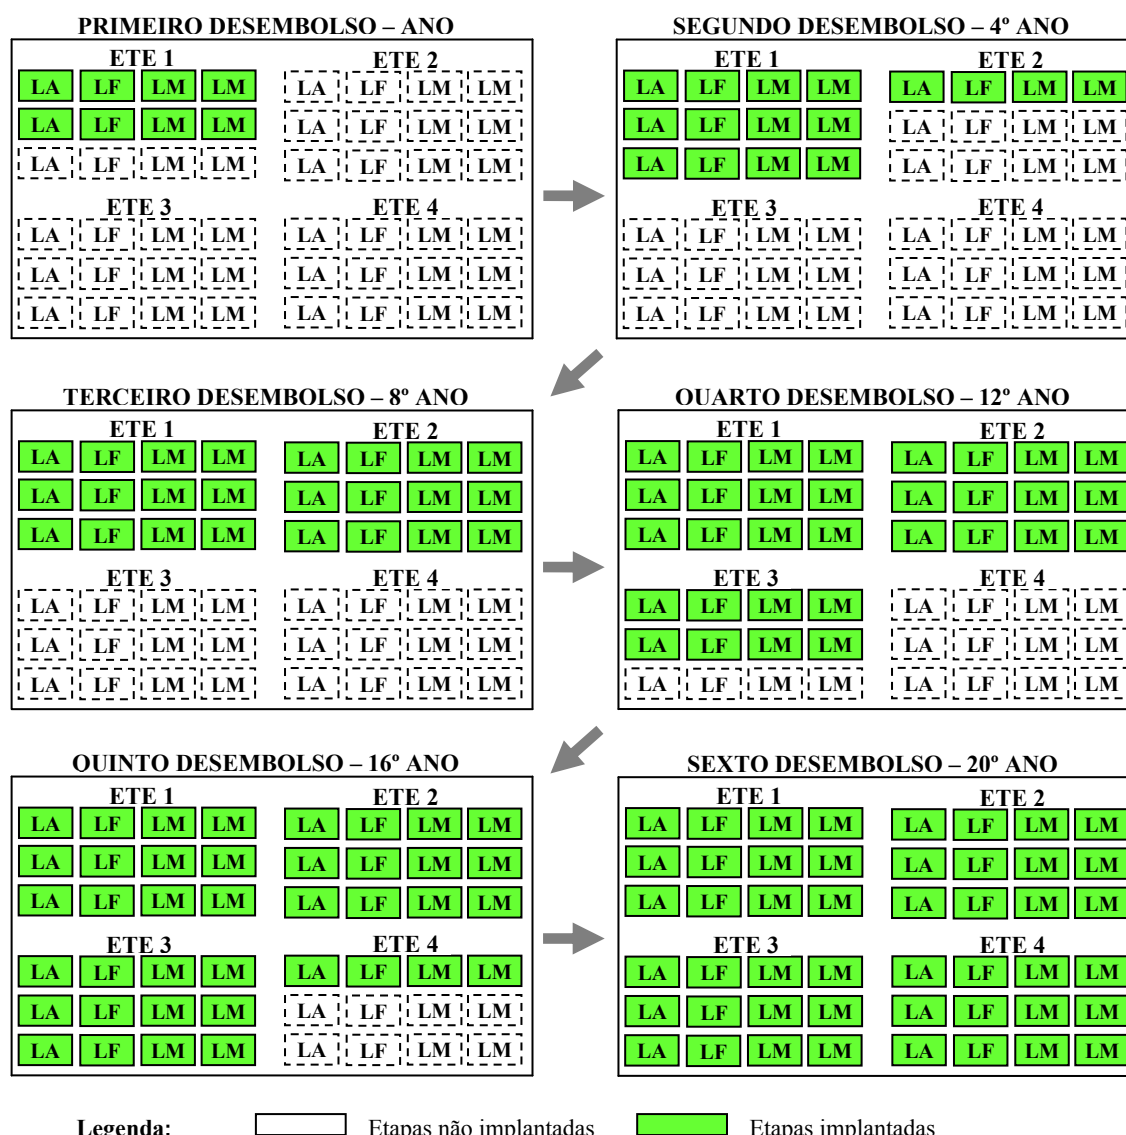 PRIMEIRO DESEMBOLSO – ANO
ETE 1
LA LF LM LM
LA LF LM LM
LA LF LM LM
ETE 2
LA LF LM LM
LA LF LM LM
LA LF LM LM
ETE 3
LA LF LM LM
LA LF LM LM
LA LF LM LM
ETE 4
LA LF LM LM
LA LF LM LM
LA LF LM LM
SEGUNDO DESEMBOLSO – 4º ANO
ETE 1
LA LF LM LM
LA LF LM LM
LA LF LM LM
ETE 2
LA LF LM LM
LA LF LM LM
LA LF LM LM
ETE 3
LA LF LM LM
LA LF LM LM
LA LF LM LM
ETE 4
LA LF LM LM
LA LF LM LM
LA LF LM LM
TERCEIRO DESEMBOLSO – 8º ANO
ETE 1
LA LF LM LM
LA LF LM LM
LA LF LM LM
ETE 2
LA LF LM LM
LA LF LM LM
LA LF LM LM
ETE 3
LA LF LM LM
LA LF LM LM
LA LF LM LM
ETE 4
LA LF LM LM
LA LF LM LM
LA LF LM LM
QUARTO DESEMBOLSO – 12º ANO
ETE 1
LA LF LM LM
LA LF LM LM
LA LF LM LM
ETE 2
LA LF LM LM
LA LF LM LM
LA LF LM LM
ETE 3
LA LF LM LM
LA LF LM LM
LA LF LM LM
ETE 4
LA LF LM LM
LA LF LM LM
LA LF LM LM
QUINTO DESEMBOLSO – 16º ANO
ETE 1
LA LF LM LM
LA LF LM LM
LA LF LM LM
ETE 2
LA LF LM LM
LA LF LM LM
LA LF LM LM
ETE 3
LA LF LM LM
LA LF LM LM
LA LF LM LM
ETE 4
LA LF LM LM
LA LF LM LM
LA LF LM LM
SEXTO DESEMBOLSO – 20º ANO
ETE 1
LA LF LM LM
LA LF LM LM
LA LF LM LM
ETE 2
LA LF LM LM
LA LF LM LM
LA LF LM LM
ETE 3
LA LF LM LM
LA LF LM LM
LA LF LM LM
ETE 4
LA LF LM LM
LA LF LM LM
LA LF LM LM
Legenda: Etapas não implantadas Etapas implantadas